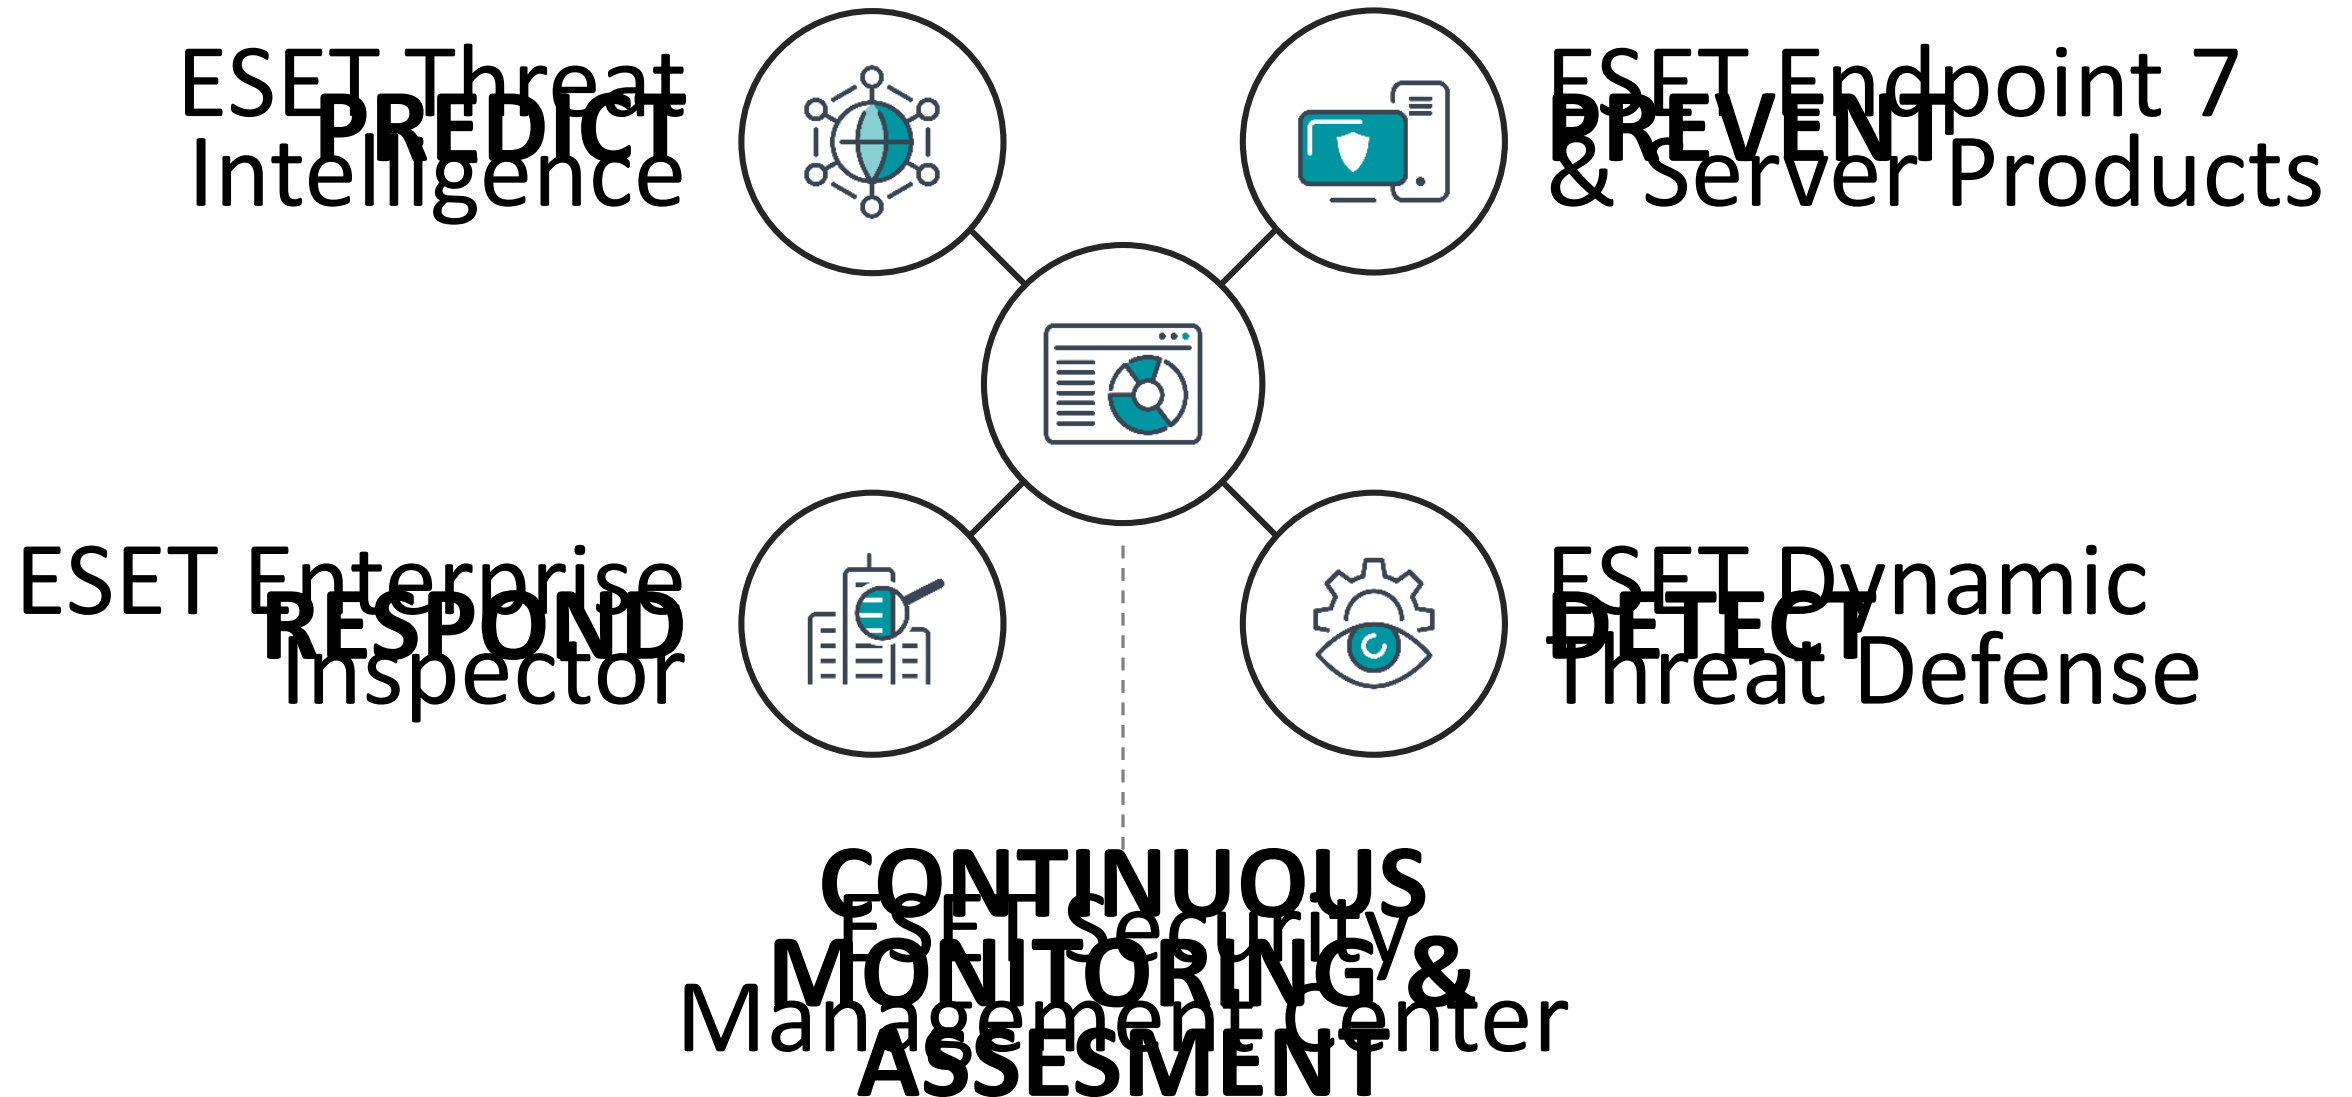 ESET Threat
Intelligence
PREDICT
ESET Endpoint 7
& Server Products
PREVENT
ESET Enterprise
Inspector
RESPOND
ESET Dynamic
Threat Defense
DETECT
CONTINUOUS
MONITORING &
ASSESMENT
ESET Security
Management Center